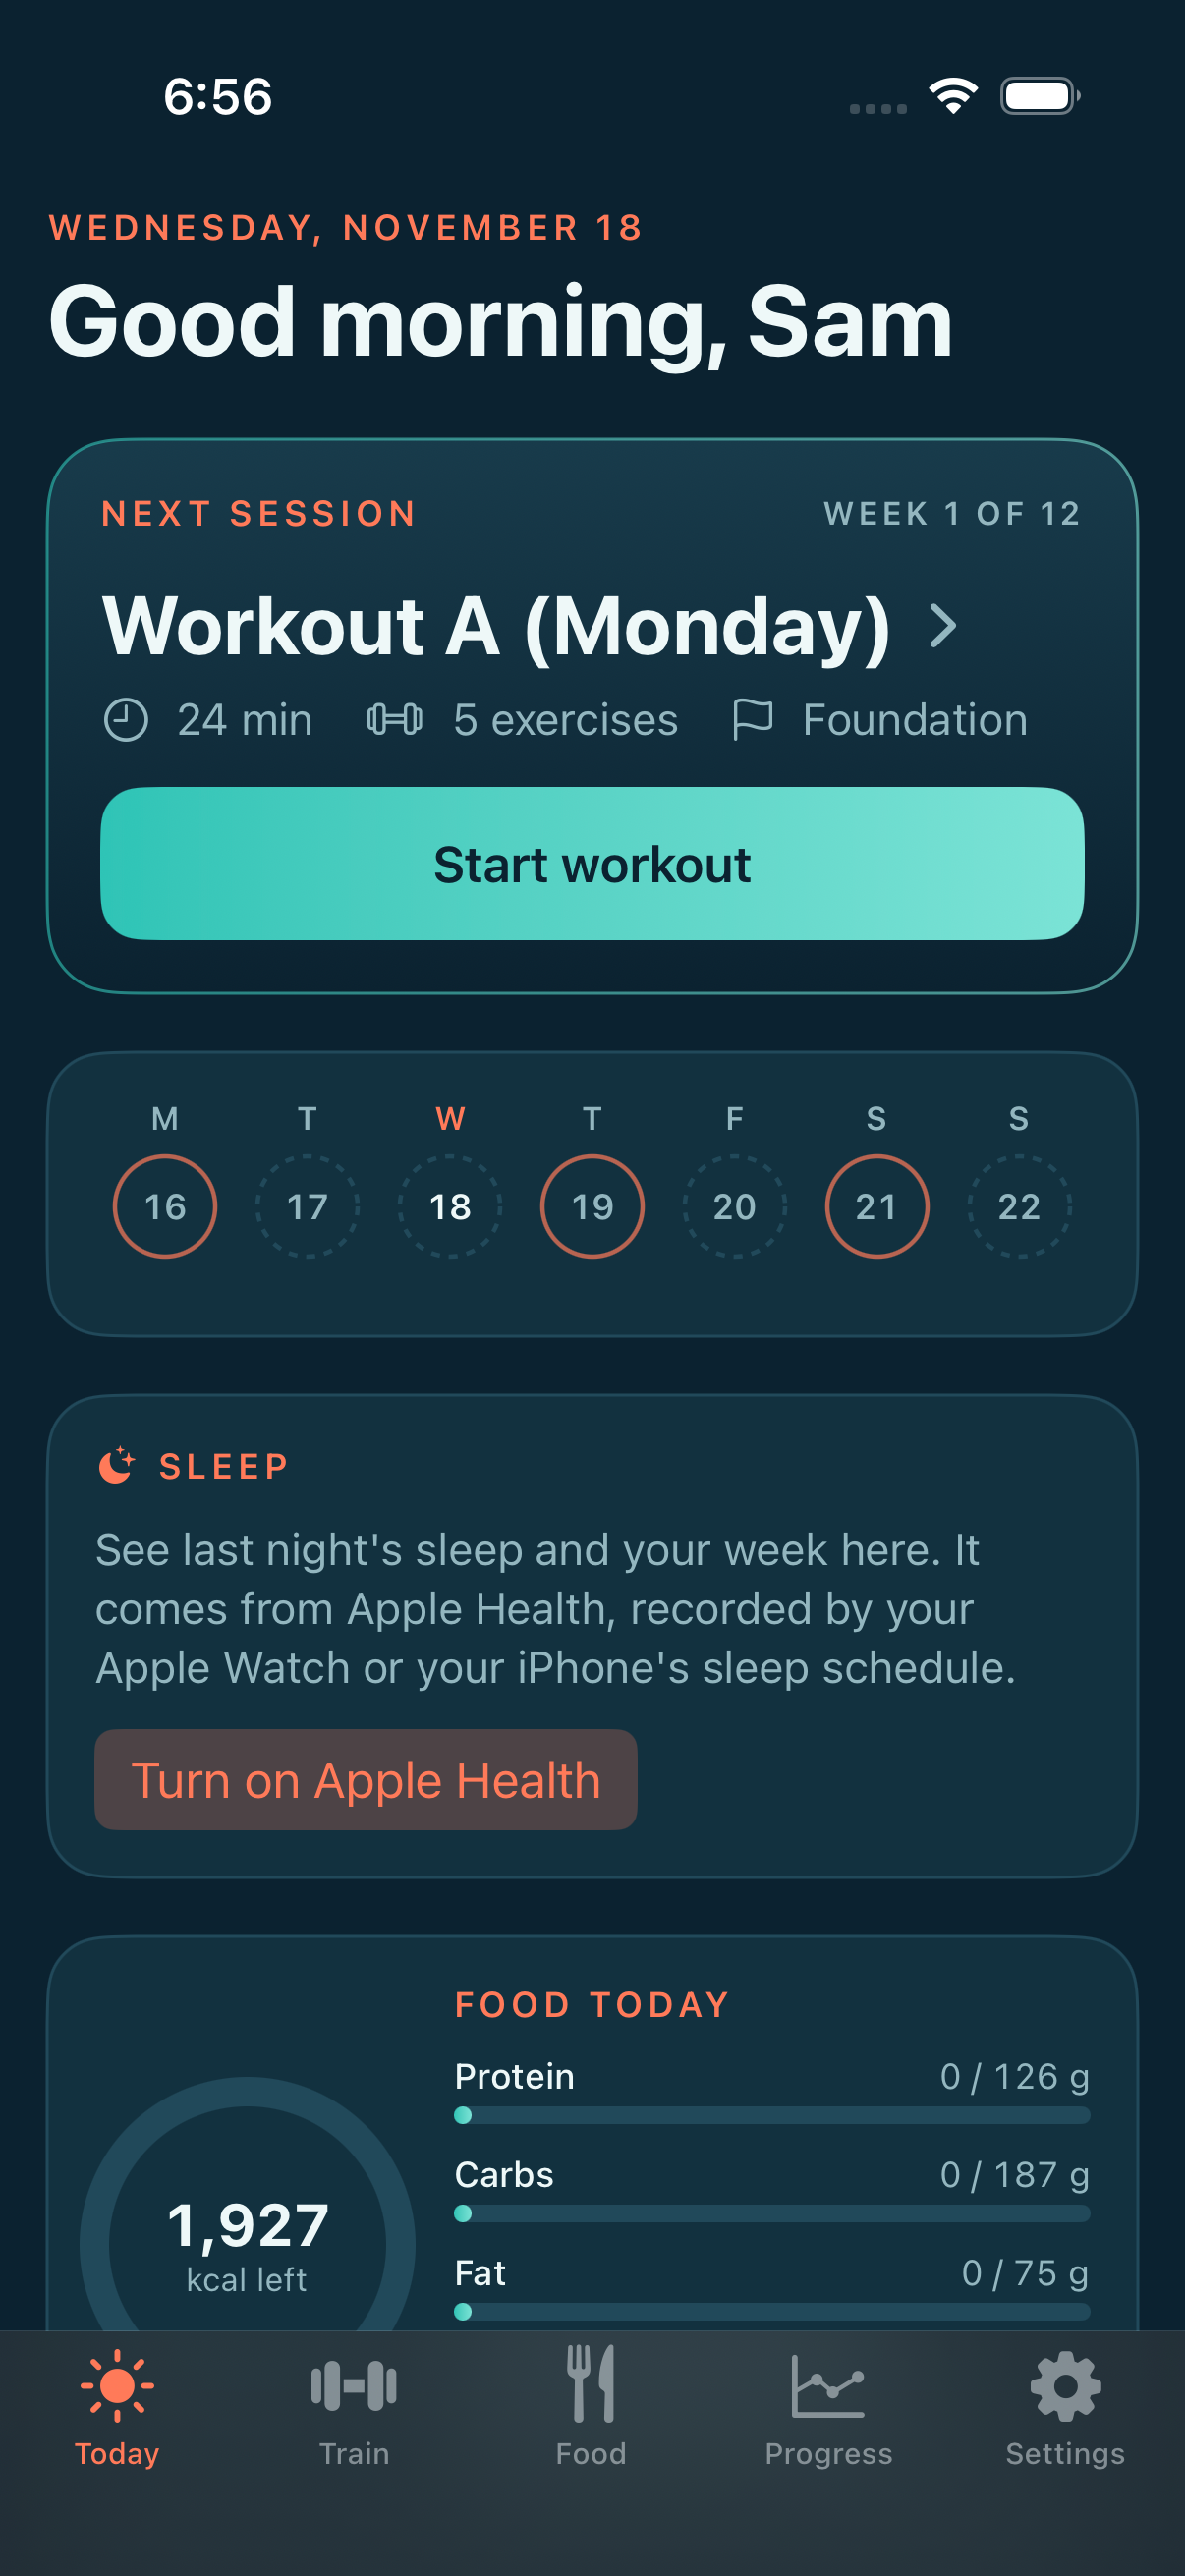 6:56
WEDNESDAY, NOVEMBER 18
Good morning, Sam
NEXT SESSION
WEEK 1 OF 12
Workout A (Monday)
24 min
5 exercises
Foundation
Start workout
M T W T F S S
16 17 18 19 20 21 22
SLEEP
See last night's sleep and your week here. It
comes from Apple Health, recorded by your
Apple Watch or your iPhone's sleep schedule.
Turn on Apple Health
FOOD TODAY
Protein 0 / 126 g
Carbs 0 / 187 g
Fat 0 / 75 g
1,927
kcal left
Today
Train
Food
Progress
Settings